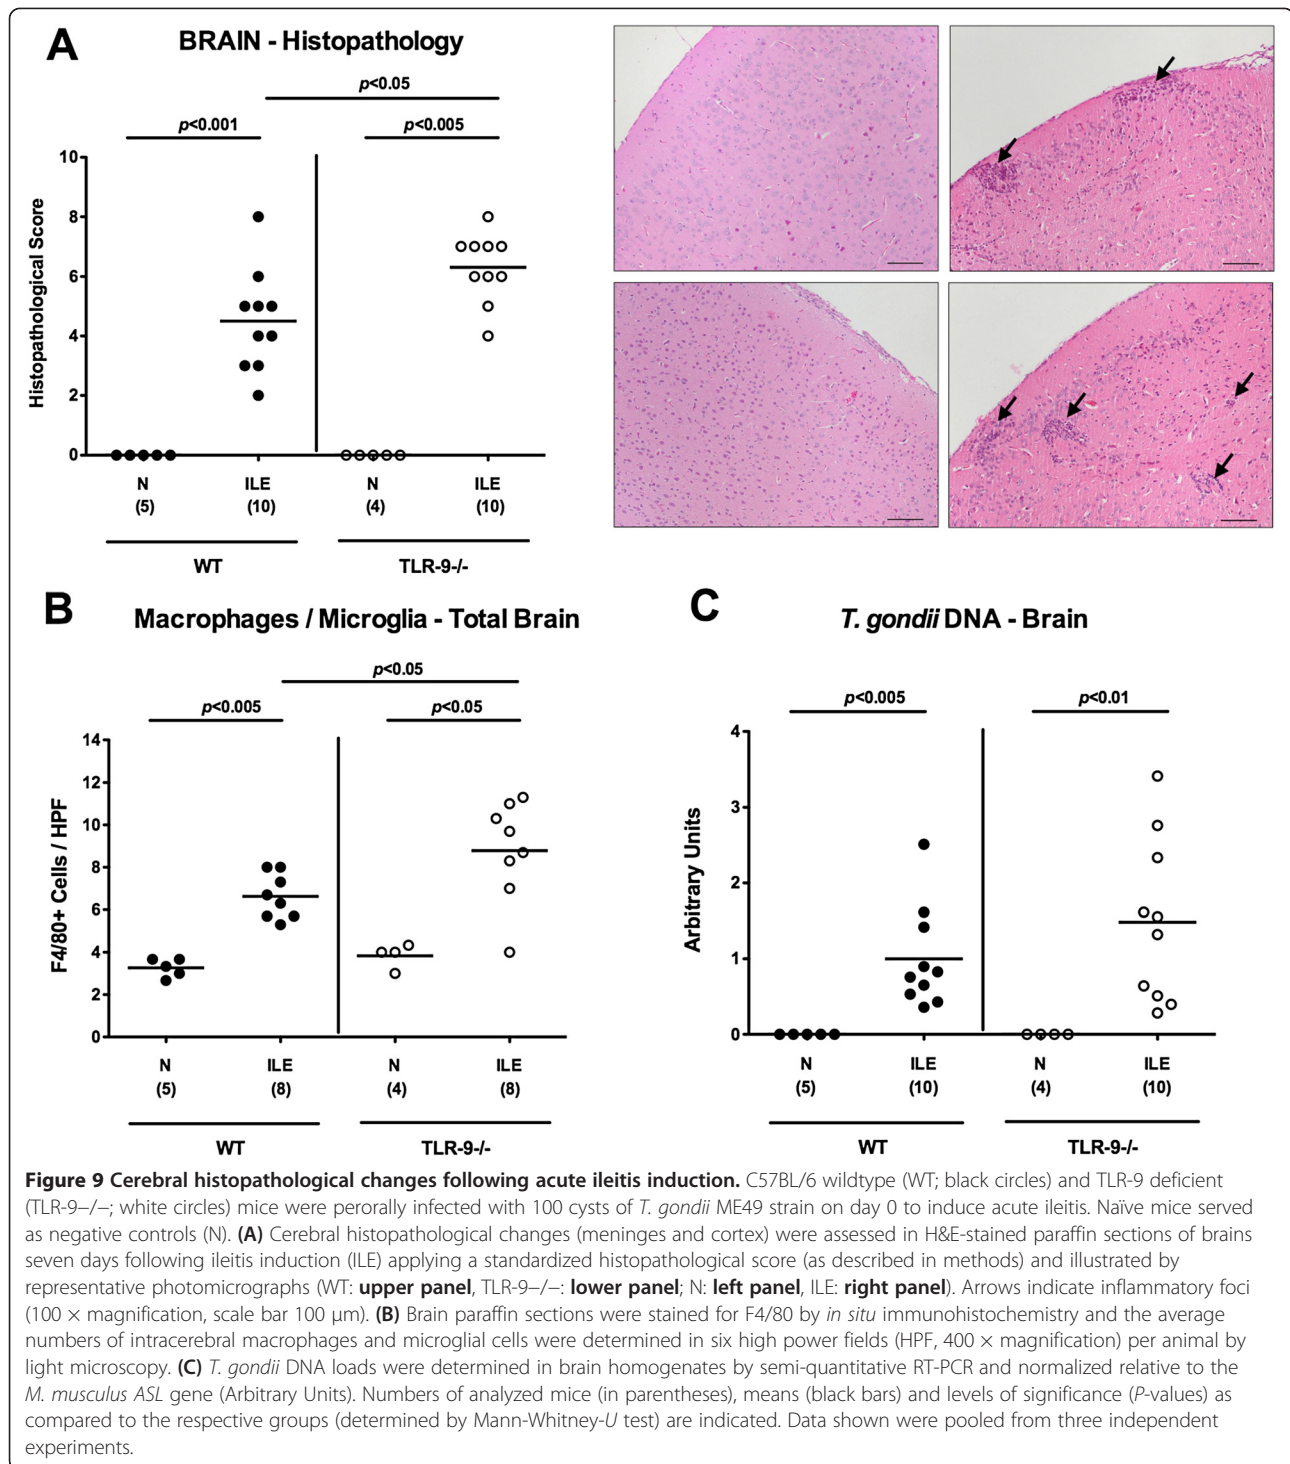 A
BRAIN - Histopathology
p<0.05
p<0.001
p<0.005
Histopathological Score
10
8
6
4
2
0
N
ILE
N
ILE
(5)
(10)
(4)
(10)
WT
TLR-9-/-
B
Macrophages / Microglia - Total Brain
p<0.05
p<0.005
p<0.05
F4/80+ Cells / HPF
14
12
10
8
6
4
2
0
N
ILE
N
ILE
(5)
(8)
(4)
(8)
WT
TLR-9-/-
C
T. gondii DNA - Brain
p<0.005
p<0.01
Arbitrary Units
4
3
2
1
0
N
ILE
N
ILE
(5)
(10)
(4)
(10)
WT
TLR-9-/-
Figure 9 Cerebral histopathological changes following acute ileitis induction. C57BL/6 wildtype (WT; black circles) and TLR-9 deficient
(TLR-9–/–; white circles) mice were perorally infected with 100 cysts of T. gondii ME49 strain on day 0 to induce acute ileitis. Naïve mice served
as negative controls (N). (A) Cerebral histopathological changes (meninges and cortex) were assessed in H&E-stained paraffin sections of brains
seven days following ileitis induction (ILE) applying a standardized histopathological score (as described in methods) and illustrated by
representative photomicrographs (WT: upper panel, TLR-9–/–: lower panel; N: left panel, ILE: right panel). Arrows indicate inflammatory foci
(100 × magnification, scale bar 100 μm). (B) Brain paraffin sections were stained for F4/80 by in situ immunohistochemistry and the average
numbers of intracerebral macrophages and microglial cells were determined in six high power fields (HPF, 400 × magnification) per animal by
light microscopy. (C) T. gondii DNA loads were determined in brain homogenates by semi-quantitative RT-PCR and normalized relative to the
M. musculus ASL gene (Arbitrary Units). Numbers of analyzed mice (in parentheses), means (black bars) and levels of significance (P-values) as
compared to the respective groups (determined by Mann-Whitney-U test) are indicated. Data shown were pooled from three independent
experiments.